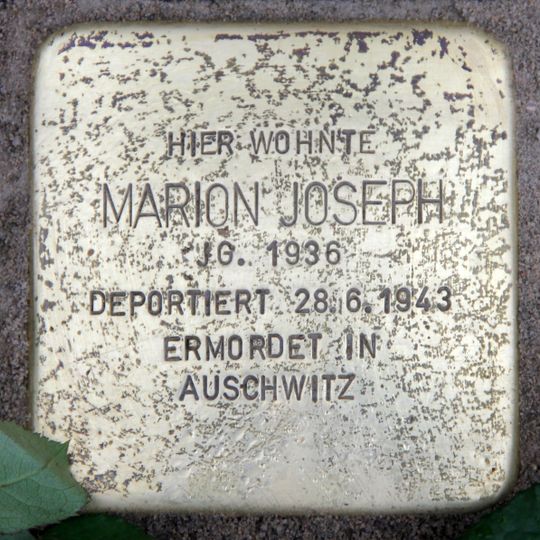 HIER WOHNTE
MARION JOSEPH
JG. 1936
DEPORTIERT 28.6.1943
ERMORDET IN
AUSCHWITZ